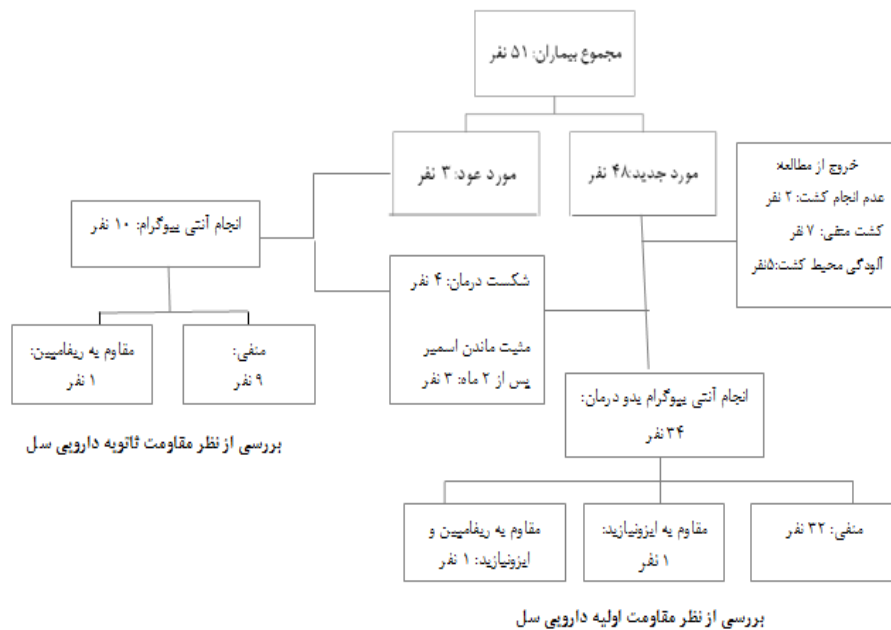 مجموع بیماران: ۵۱ نفر
مورد جدید:۴۸ نفر
مورد عود: ۳ نفر
خروج از مطالعه:
عدم انجام کشت: ۲ نفر
کشت منفی: ۷ نفر
آلودگی محیط کشت:۵نفر
انجام آنتی بیوگرام: ۱۰ نفر
شکست درمان: ۴ نفر
مثبت ماندن اسمیر
پس از ۲ ماه: ۳ نفر
منفی:
۹ نفر
مقاوم به ریفامپین:
۱ نفر
بررسی از نظر مقاومت ثانویه دارویی سل
انجام آنتی بیوگرام بدو درمان:
۳۴ نفر
منفی: ۳۲ نفر
مقاوم به ایزونیازید:
۱ نفر
مقاوم به ریفامپین و
ایزونیازید: ۱ نفر
بررسی از نظر مقاومت اولیه دارویی سل